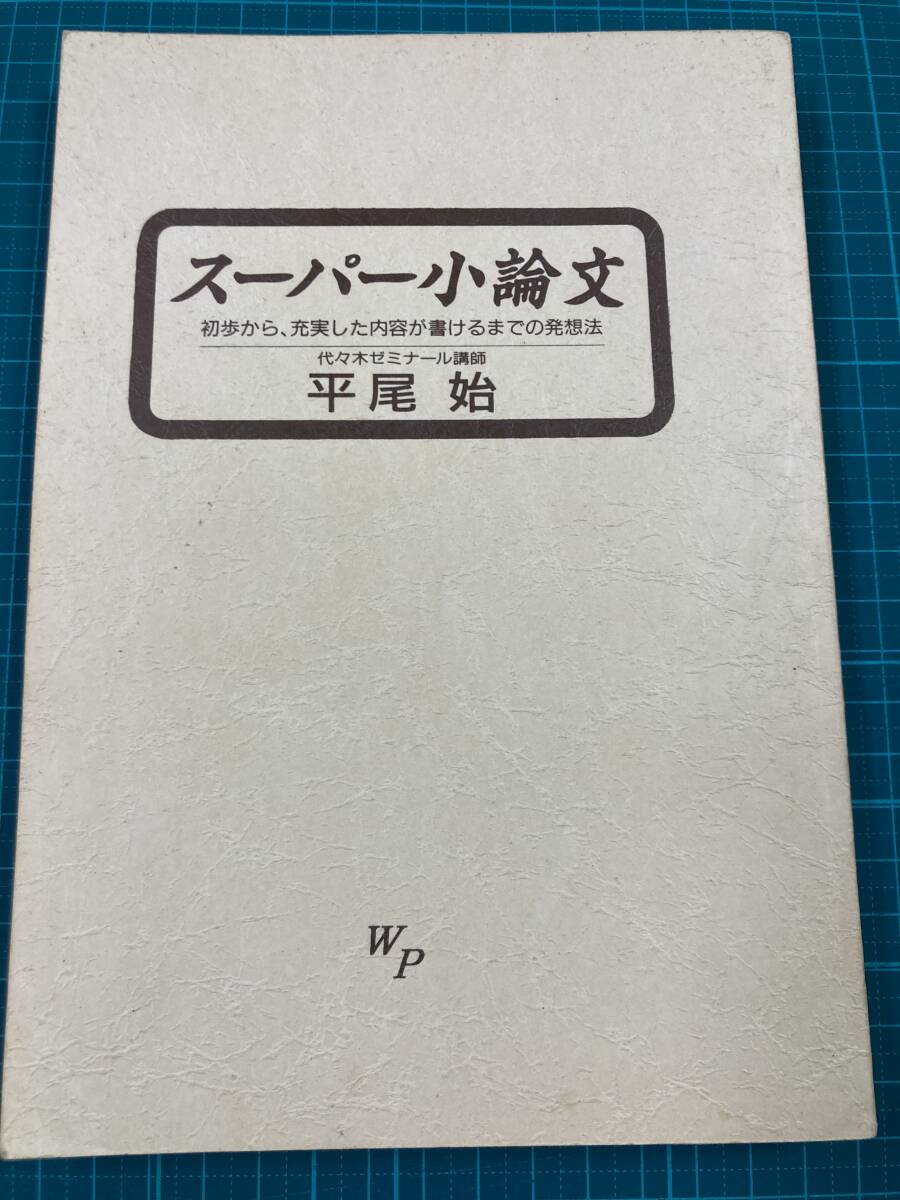 スーパー小論文
初歩から、充実した内容が書けるまでの発想法
代々木ゼミナール講師
平尾 始
WP